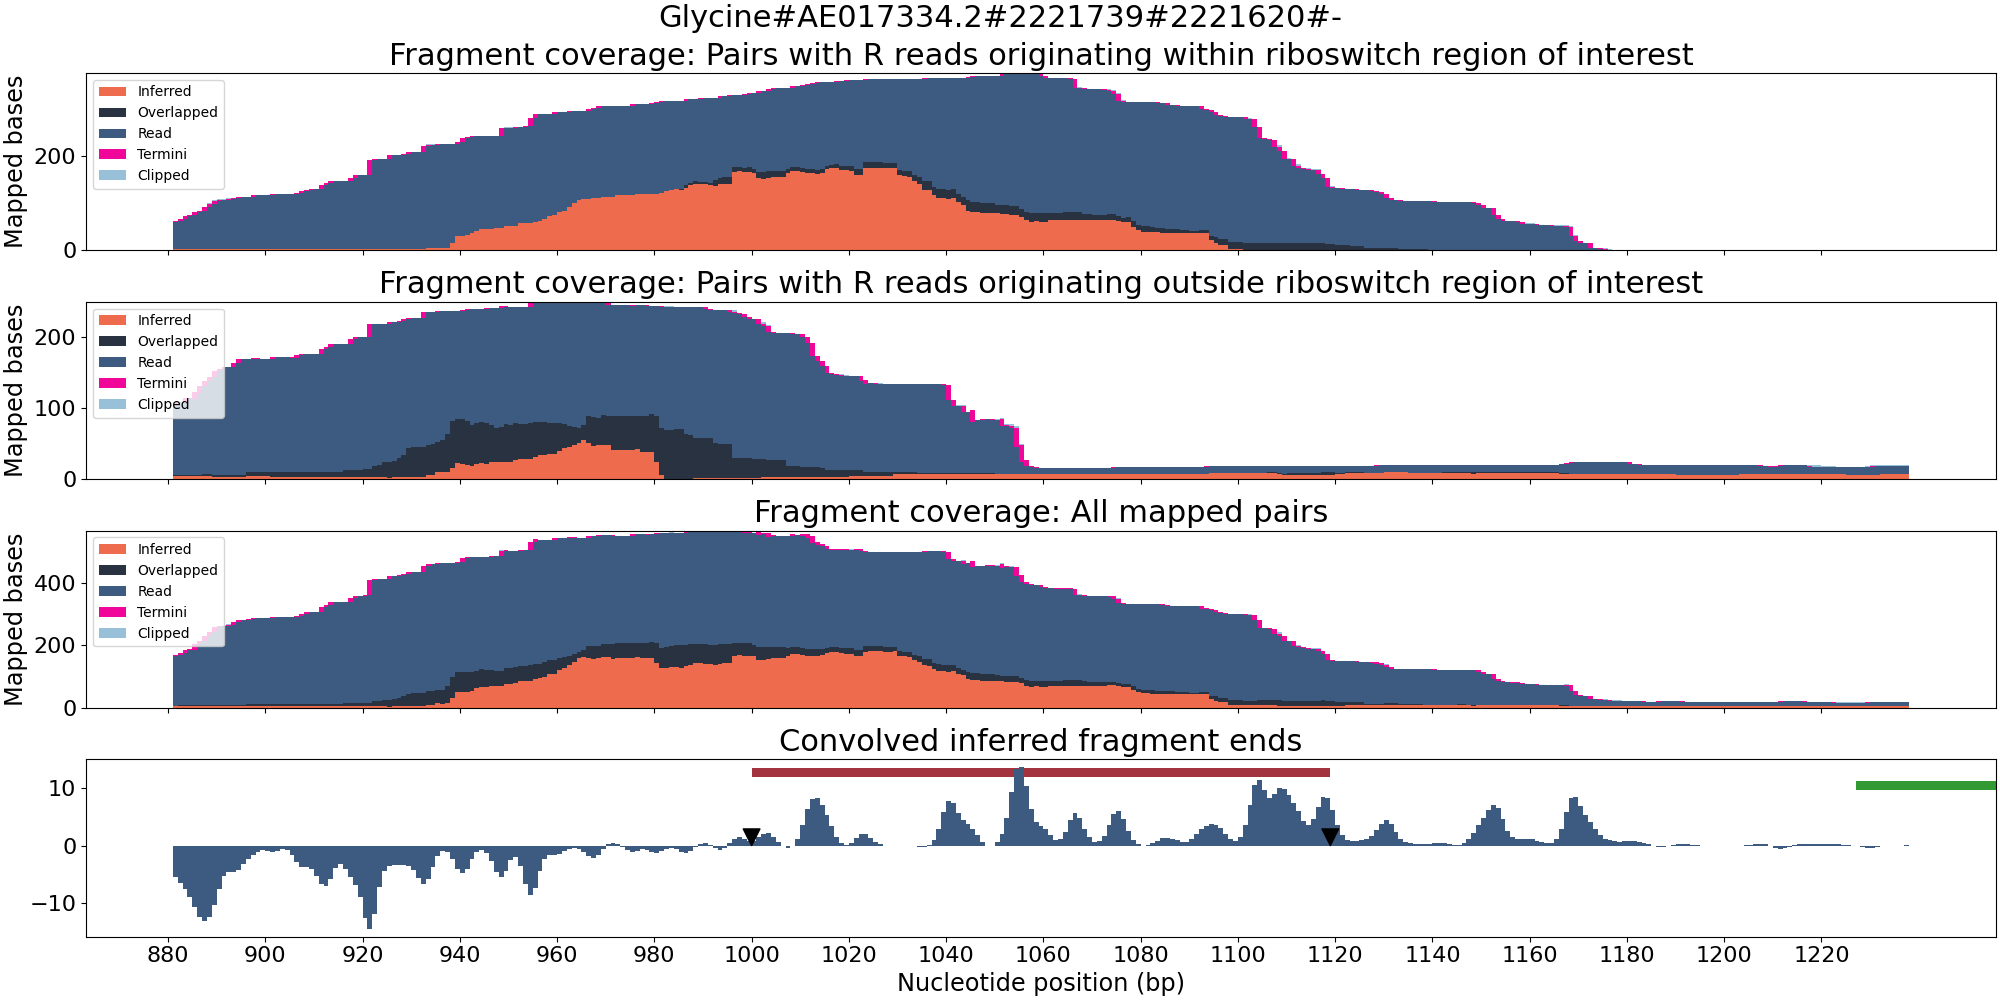 Glycine#AE017334.2#2221739#2221620#-
Fragment coverage: Pairs with R reads originating within riboswitch region of interest
Mapped bases
200
0
Inferred
Overlapped
Read
Termini
Clipped
Fragment coverage: Pairs with R reads originating outside riboswitch region of interest
Mapped bases
200
100
0
Inferred
Overlapped
Read
Termini
Clipped
Fragment coverage: All mapped pairs
Mapped bases
400
200
0
Inferred
Overlapped
Read
Termini
Clipped
Convolved inferred fragment ends
10
0
−10
880 900 920 940 960 980 1000 1020 1040 1060 1080 1100 1120 1140 1160 1180 1200 1220
Nucleotide position (bp)